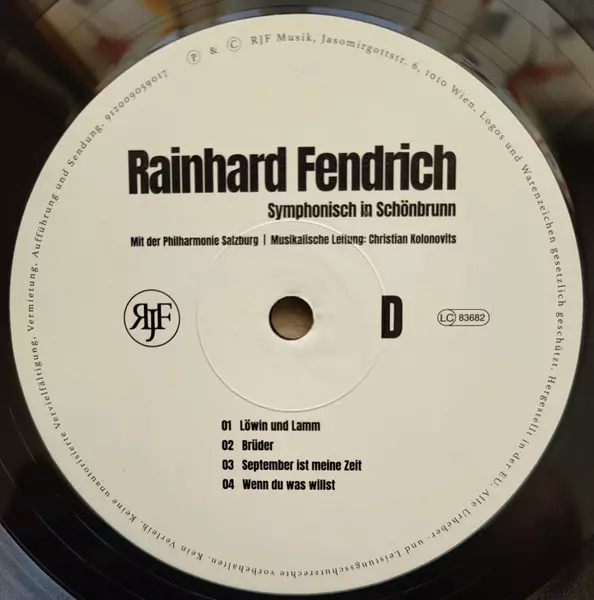 Ⓟ & Ⓒ RJF Musik, Jasomirgottstr. 6, 1010 Wien. Logos und Warenzeichen gesetzlich geschützt. Hergestellt in der EU. Alle Urheber- und Leistungsschutzrechte vorbehalten. Kein Verleih. Keine unautorisierte Vervielfältigung, Vermietung, Aufführung und Sendung. 912009059017
Rainhard Fendrich
Symphonisch in Schönbrunn
Mit der Philharmonie Salzburg | Musikalische Leitung: Christian Kolonovits
RJF
D
LC 83682
01 Löwin und Lamm
02 Brüder
03 September ist meine Zeit
04 Wenn du was willst